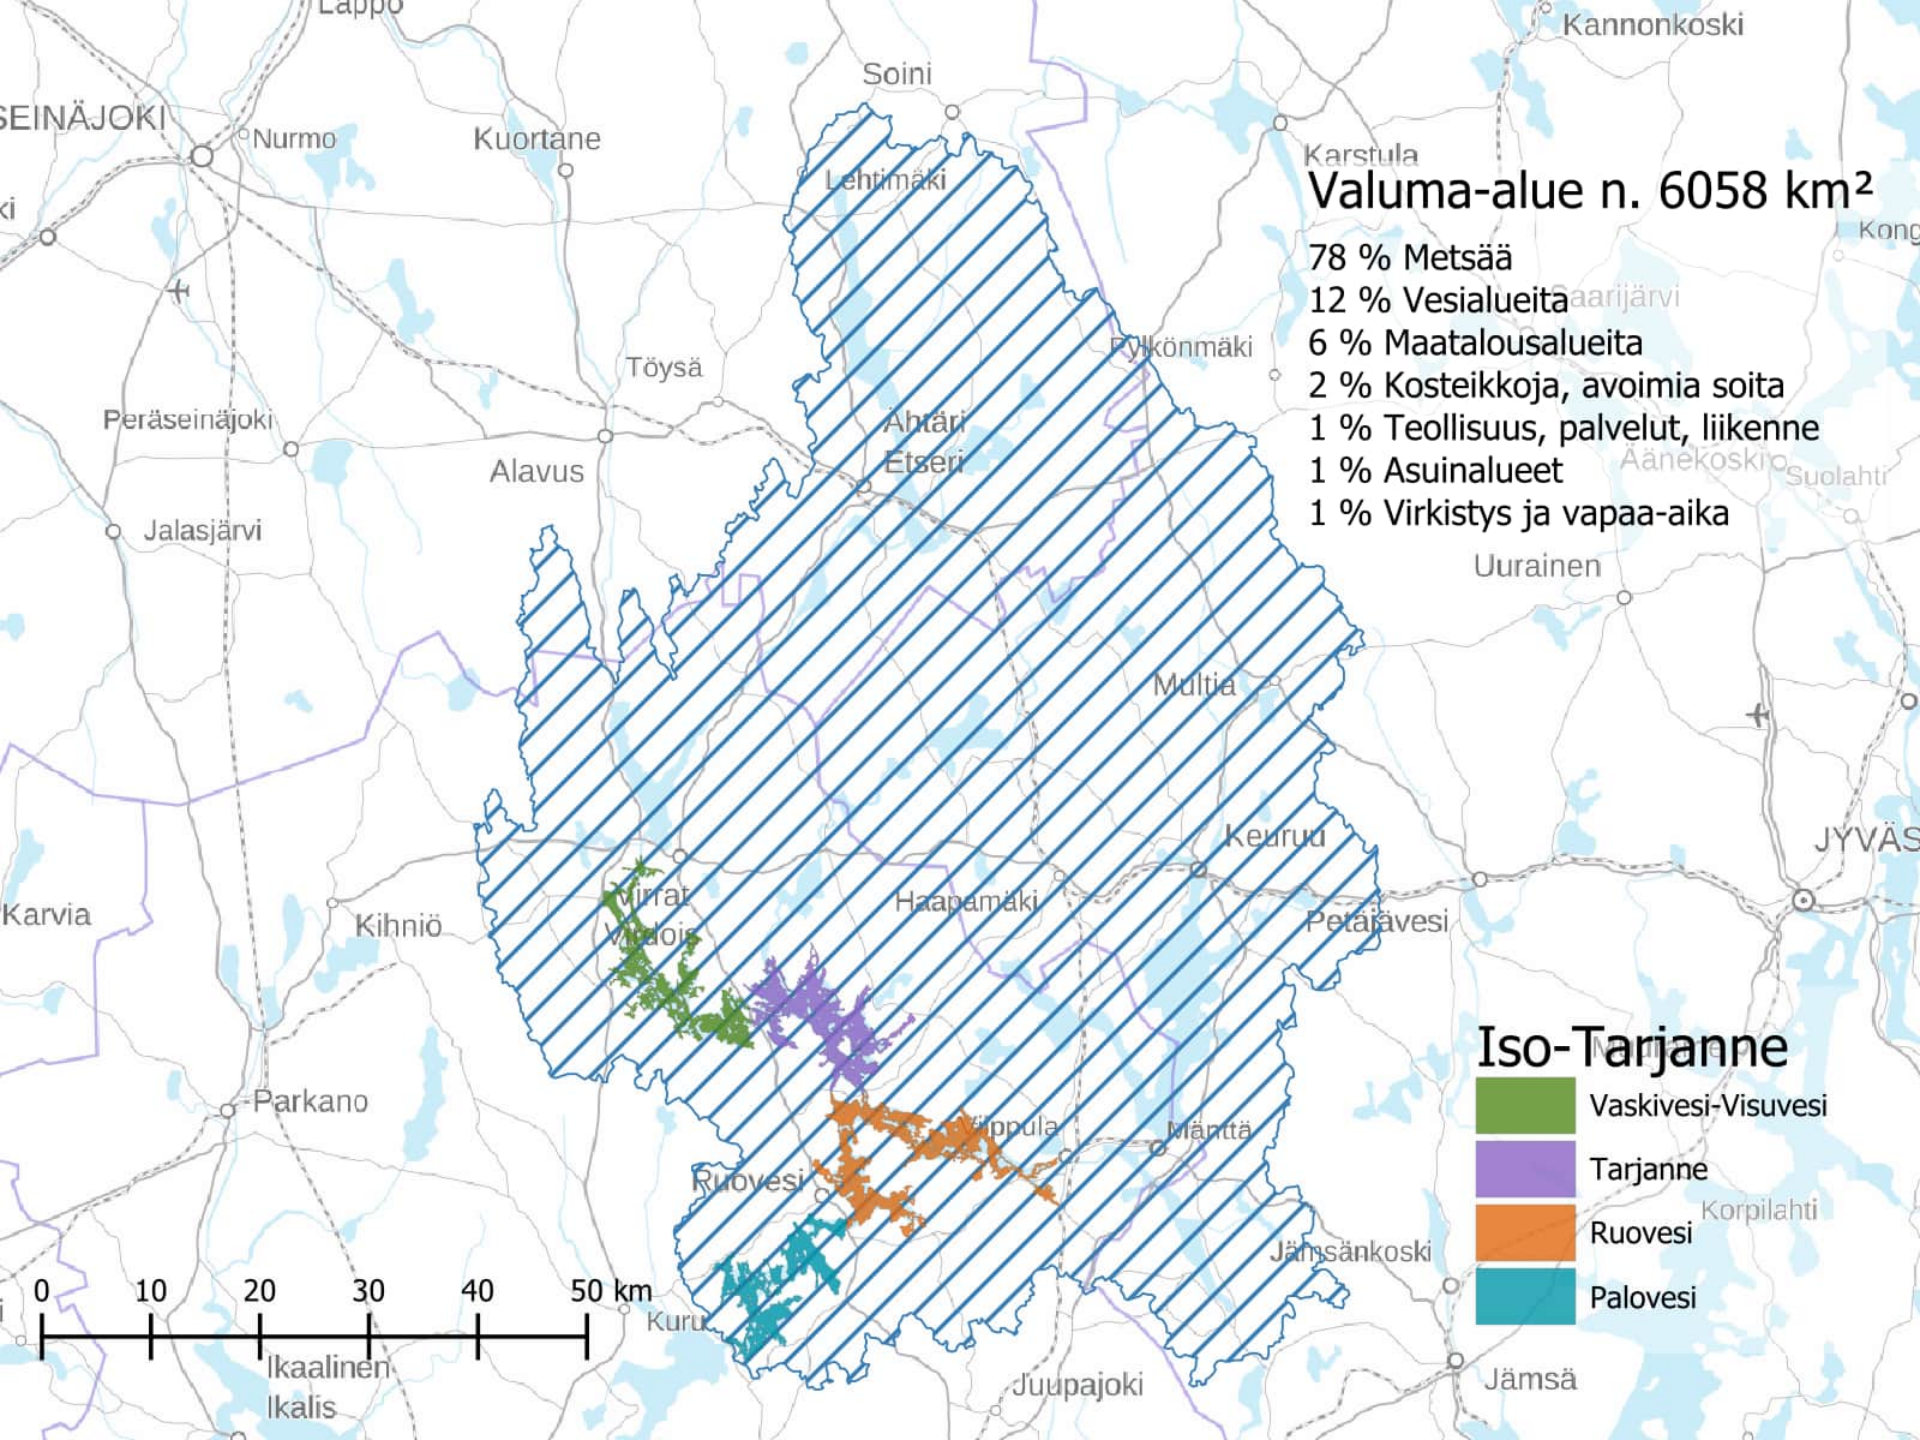 Lappo
Kannonkoski
Soini
SEINÄJOKI
Nurmo
Kuortane
Karstula
Lehtimäki
Valuma-alue n. 6058 km²
ki
Kong
78 % Metsää
12 % Vesialueita
Saarijärvi
6 % Maatalousalueita
Pylkönmäki
Töysä
2 % Kosteikkoja, avoimia soita
Peräseinäjoki
Ähtäri
Etseri
1 % Teollisuus, palvelut, liikenne
Äänekoski
Suolahti
Alavus
1 % Asuinalueet
1 % Virkistys ja vapaa-aika
Jalasjärvi
Uurainen
Multia
Keuruu
JYVÄS
Virrat
Virdois
Haapamäki
Karvia
Kihniö
Petäjävesi
Iso-Tarjanne
Parkano
Vaskivesi-Visuvesi
Vilppula
Mänttä
Tarjanne
Ruovesi
Korpilahti
Ruovesi
Jämsänkoski
0 10 20 30 40 50 km
Palovesi
Kuru
Ikaalinen
Ikalis
Juupajoki
Jämsä